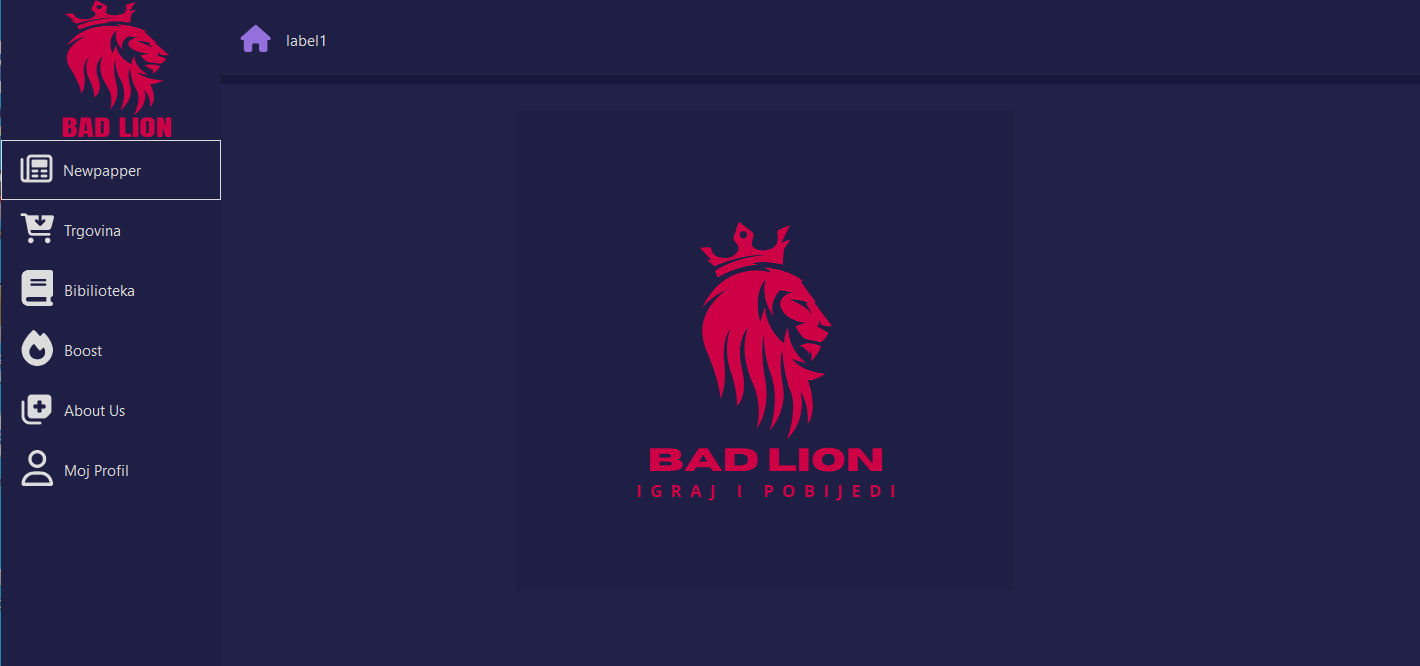 BAD LION
label1
Newpapper
Trgovina
Bibilioteka
Boost
About Us
Moj Profil
BAD LION
IGRAJ I POBIJEDI